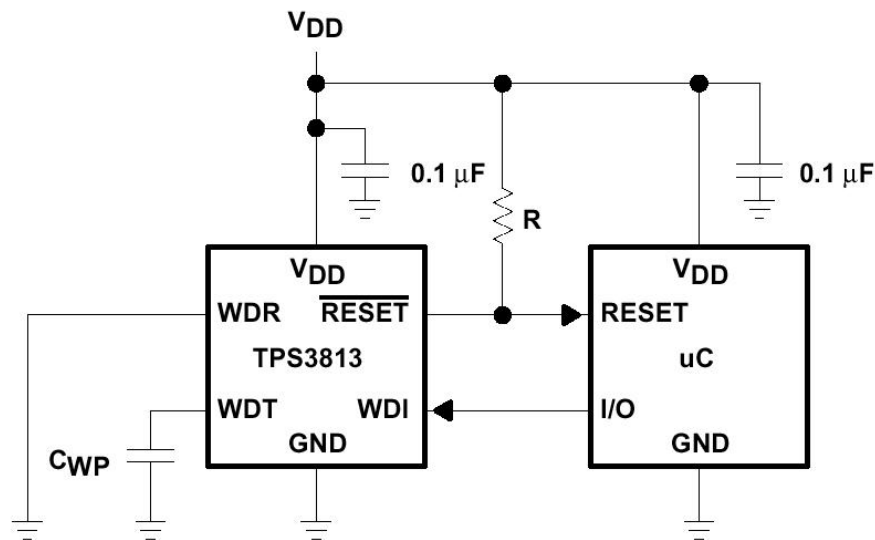 VDD
0.1 μF
0.1 μF
R
VDD
VDD
WDR
RESET
RESET
TPS3813
uC
WDT
WDI
I/O
GND
GND
CWP